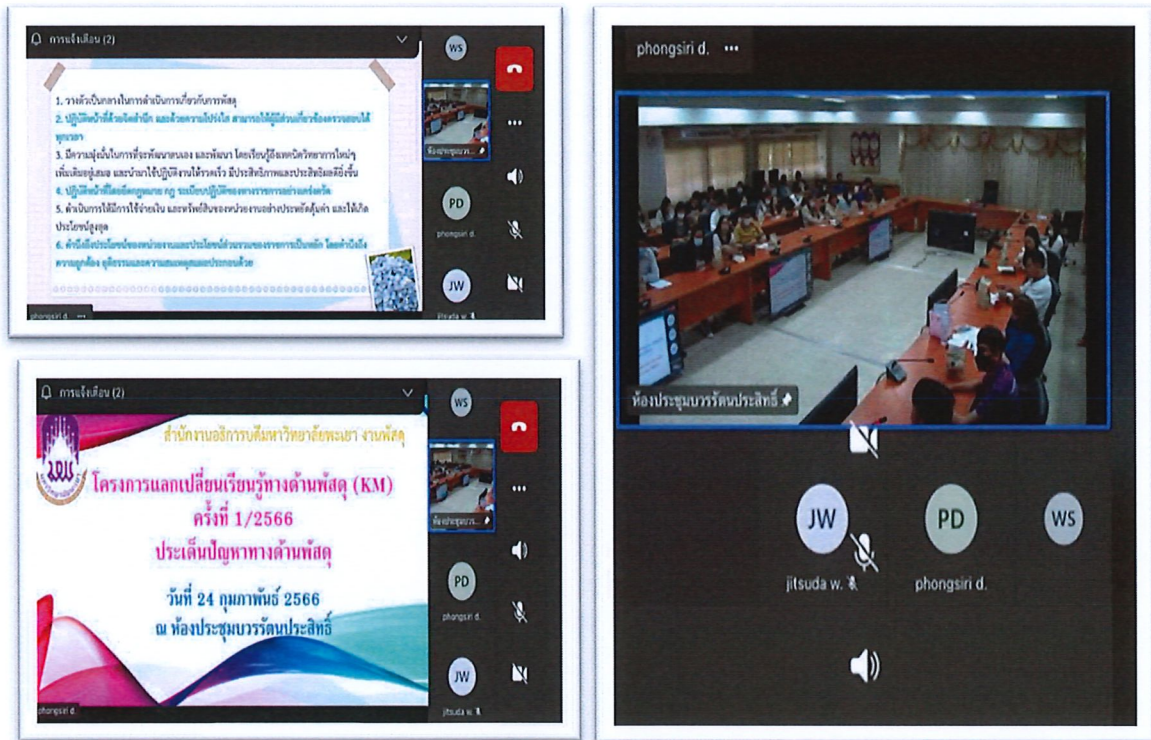 การแจ้งเตือน (2)
WS
1. วางตัวเป็นกลางในการดำเนินการเกี่ยวกับการพัสดุ
2. ปฏิบัติหน้าที่ด้วยจิตสำนึก และด้วยความโปร่งใส สามารถให้ผู้มีส่วนเกี่ยวข้องตรวจสอบได้
ทุกเวลา
3. มีความมุ่งมั่นในการที่จะพัฒนาตนเอง และพัฒนา โดยเรียนรู้ถึงเทคนิควิทยาการใหม่ๆ
เพิ่มเติมอยู่เสมอ และนำมาใช้ปฏิบัติงานให้รวดเร็ว มีประสิทธิภาพและประสิทธิผลดียิ่งขึ้น
4. ปฏิบัติหน้าที่โดยยึดกฎหมาย กฎ ระเบียบปฏิบัติของทางราชการอย่างเคร่งครัด
5. ดำเนินการให้มีการใช้จ่ายเงิน และทรัพย์สินของหน่วยงานอย่างประหยัดคุ้มค่า และให้เกิด
ประโยชน์สูงสุด
6. คำนึงถึงประโยชน์ของหน่วยงานและประโยชน์ส่วนรวมของราชการเป็นหลัก โดยคำนึงถึง
ความถูกต้อง ยุติธรรมและความสมเหตุสมผลประกอบด้วย
phongsiri d.
ห้องประชุมบวร...
PD
phongsiri d.
JW
jitsuda w.
การแจ้งเตือน (2)
WS
สำนักงานอธิการบดีมหาวิทยาลัยพะเยา งานพัสดุ
โครงการแลกเปลี่ยนเรียนรู้ทางด้านพัสดุ (KM)
ครั้งที่ 1/2566
ประเด็นปัญหาทางด้านพัสดุ
วันที่ 24 กุมภาพันธ์ 2566
ณ ห้องประชุมบวรรัตนประสิทธิ์
phongsiri d.
ห้องประชุมบวร...
PD
phongsiri d.
JW
jitsuda w.
phongsiri d. ...
ห้องประชุมบวรรัตนประสิทธิ์
JW
PD
WS
jitsuda w.
phongsiri d.